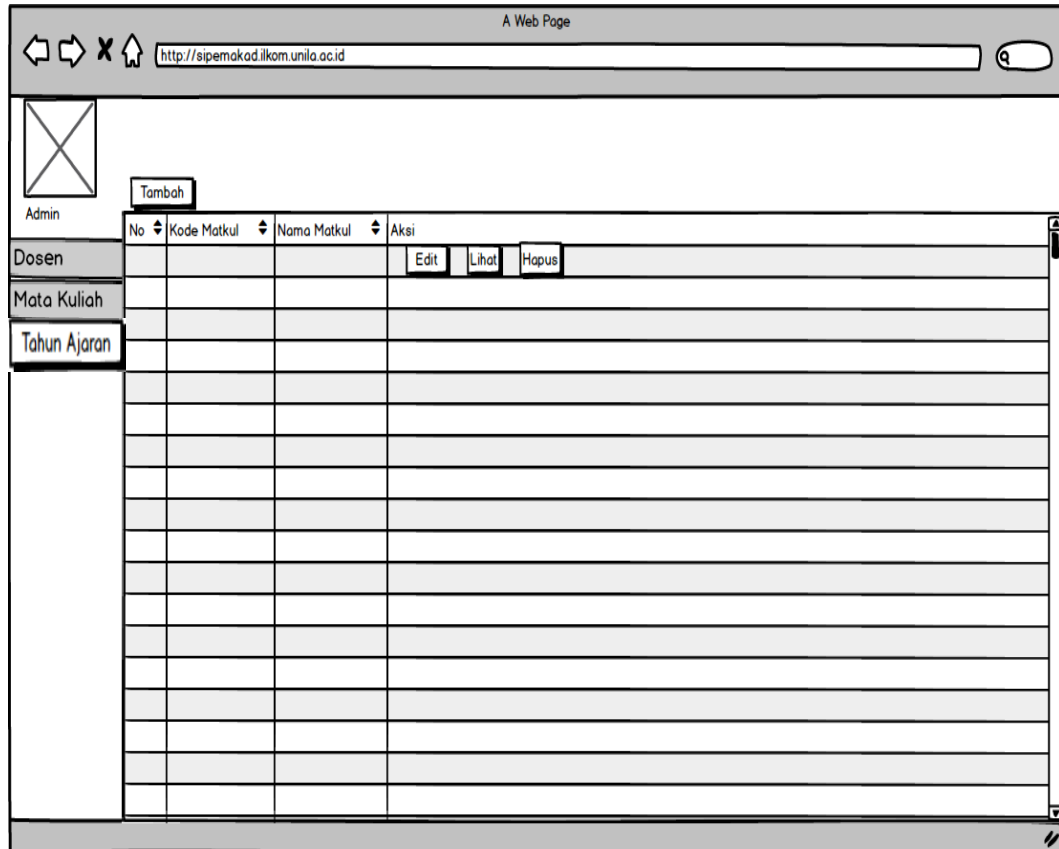 A Web Page
http://sipemakad.ilkom.unila.ac.id
Admin
Tambah
No Kode Matkul Nama Matkul Aksi
Edit Lihat Hapus
Dosen
Mata Kuliah
Tahun Ajaran